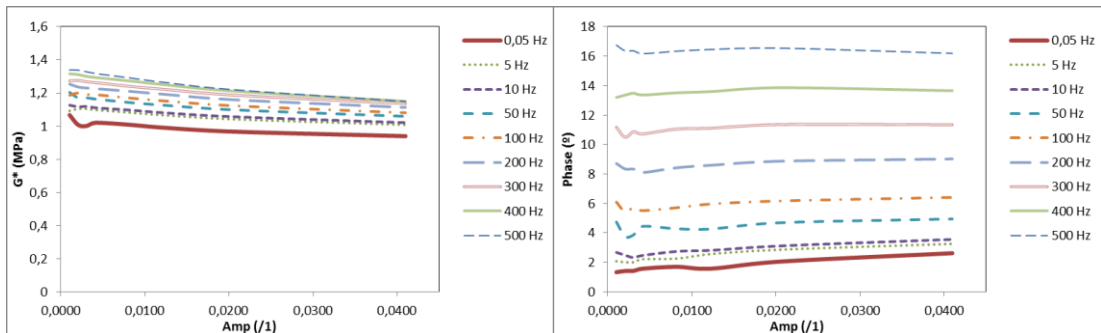 1,6
1,4
1,2
1
0,8
0,6
0,4
0,2
0
G* (MPa)
0,0000
0,0100
0,0200
0,0300
0,0400
Amp (/1)
0,05 Hz
5 Hz
10 Hz
50 Hz
100 Hz
200 Hz
300 Hz
400 Hz
500 Hz
18
16
14
12
10
8
6
4
2
0
Phase (º)
0,0000
0,0100
0,0200
0,0300
0,0400
Amp (/1)
0,05 Hz
5 Hz
10 Hz
50 Hz
100 Hz
200 Hz
300 Hz
400 Hz
500 Hz